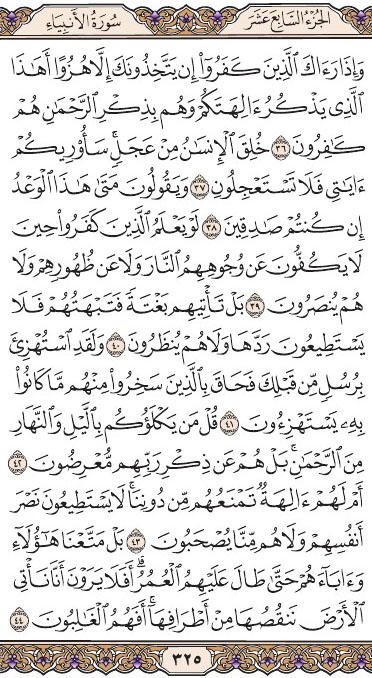 الجزء السابع عشر
سورة الأنبياء
وَإِذَا رَءَاكَ ٱلَّذِينَ كَفَرُوٓا۟ إِن يَتَّخِذُونَكَ إِلَّا هُزُوًا أَهَٰذَا
ٱلَّذِى يَذْكُرُ ءَالِهَتَكُمْ وَهُم بِذِكْرِ ٱلرَّحْمَٰنِ هُمْ
كَٰفِرُونَ ٣٦ خُلِقَ ٱلْإِنسَٰنُ مِنْ عَجَلٍ ۚ سَأُو۟رِيكُمْ
ءَايَٰتِى فَلَا تَسْتَعْجِلُونِ ٣٧ وَيَقُولُونَ مَتَىٰ هَٰذَا ٱلْوَعْدُ
إِن كُنتُمْ صَٰدِقِينَ ٣٨ لَوْ يَعْلَمُ ٱلَّذِينَ كَفَرُوا۟ حِينَ
لَا يَكُفُّونَ عَن وُجُوهِهِمُ ٱلنَّارَ وَلَا عَن ظُهُورِهِمْ وَلَا
هُمْ يُنصَرُونَ ٣٩ بَلْ تَأْتِيهِم بَغْتَةً فَتَبْهَتُهُمْ فَلَا
يَسْتَطِيعُونَ رَدَّهَا وَلَا هُمْ يُنظَرُونَ ٤٠ وَلَقَدِ ٱسْتُهْزِئَ
بِرُسُلٍ مِّن قَبْلِكَ فَحَاقَ بِٱلَّذِينَ سَخِرُوا۟ مِنْهُم مَّا كَانُوا۟
بِهِۦ يَسْتَهْزِءُونَ ٤١ قُلْ مَن يَكْلَؤُكُم بِٱلَّيْلِ وَٱلنَّهَارِ
مِنَ ٱلرَّحْمَٰنِ ۗ بَلْ هُمْ عَن ذِكْرِ رَبِّهِم مُّعْرِضُونَ ٤٢
أَمْ لَهُمْ ءَالِهَةٌ تَمْنَعُهُم مِّن دُونِنَا ۚ لَا يَسْتَطِيعُونَ نَصْرَ
أَنفُسِهِمْ وَلَا هُم مِّنَّا يُصْحَبُونَ ٤٣ بَلْ مَتَّعْنَا هَٰٓؤُلَآءِ
وَءَابَآءَهُمْ حَتَّىٰ طَالَ عَلَيْهِمُ ٱلْعُمُرُ ۗ أَفَلَا يَرَوْنَ أَنَّا نَأْتِى
ٱلْأَرْضَ نَنقُصُهَا مِنْ أَطْرَافِهَآ ۚ أَفَهُمُ ٱلْغَٰلِبُونَ ٤٤
٣٢٥